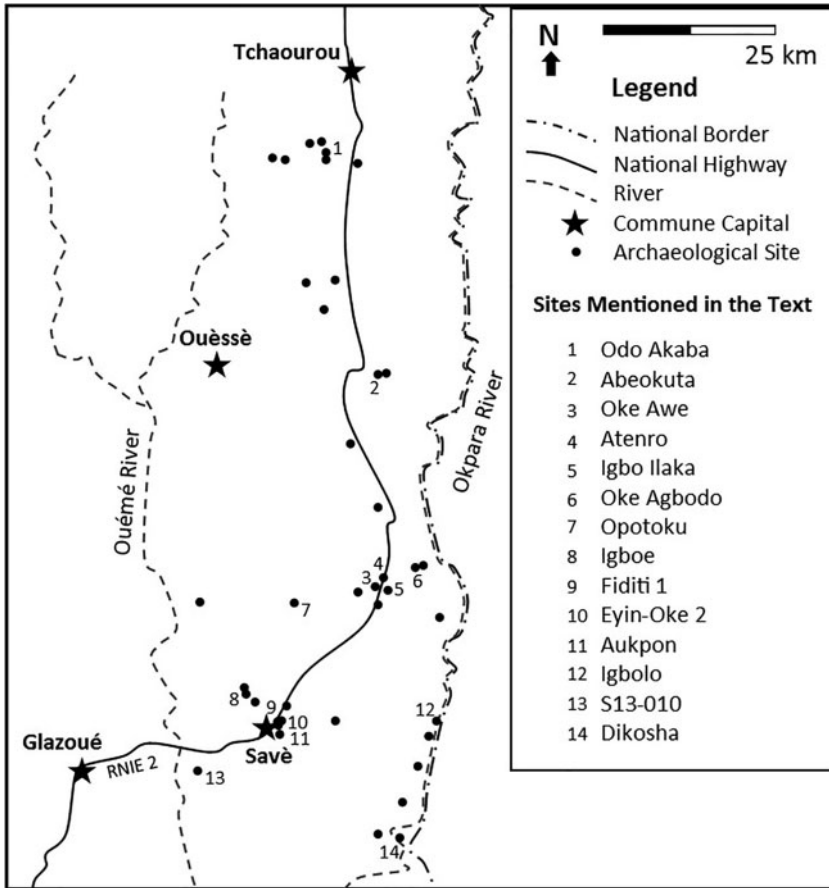 Tchaourou
1
Ouèssè
2
Ouémé River
Okpara River
4
3
5
6
7
8
9
10
11
12
Glazoué
RNIE 2
Savè
13
14
N
25 km
Legend
National Border
National Highway
River
Commune Capital
Archaeological Site
Sites Mentioned in the Text
1 Odo Akaba
2 Abeokuta
3 Oke Awe
4 Atenro
5 Igbo Ilaka
6 Oke Agbodo
7 Opotoku
8 Igboe
9 Fiditi 1
10 Eyin-Oke 2
11 Aukpon
12 Igbolo
13 S13-010
14 Dikosha